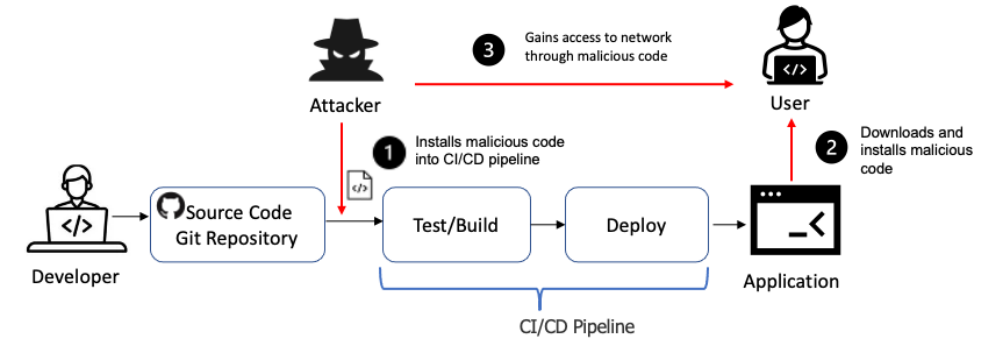 3
Gains access to network
through malicious code
Attacker
User
1
Installs malicious code
into CI/CD pipeline
2
Downloads and
installs malicious
code
</>
</>
</>
Source Code
Git Repository
Test/Build
Deploy
Developer
Application
CI/CD Pipeline